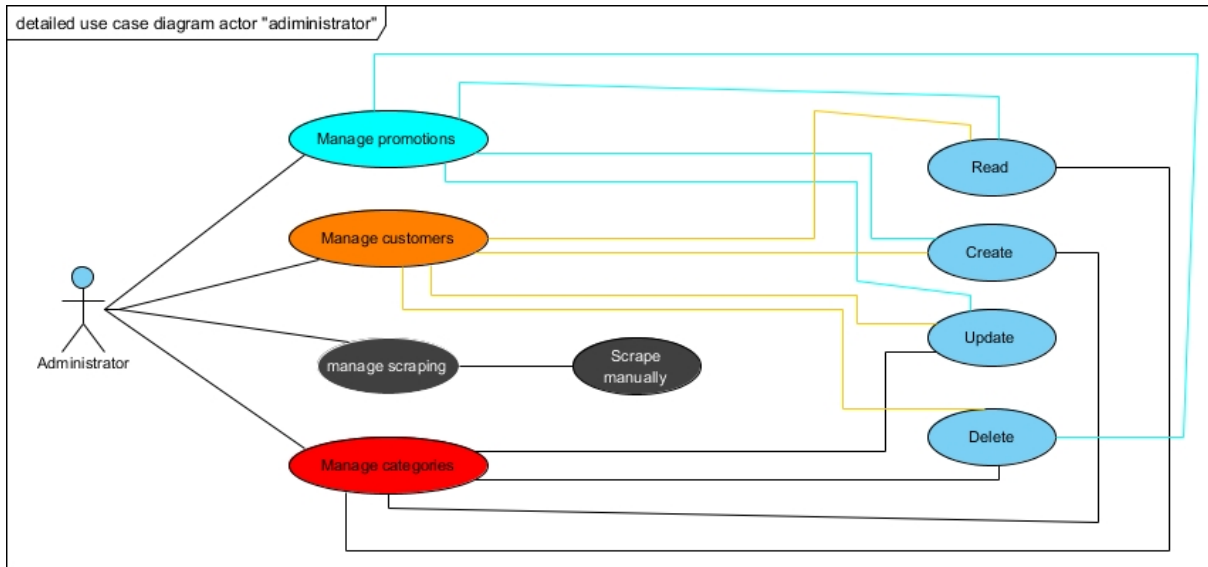 detailed use case diagram actor "adiministrator"
Manage promotions
Read
Manage customers
Create
Administrator
manage scraping
Scrape
manually
Update
Manage categories
Delete